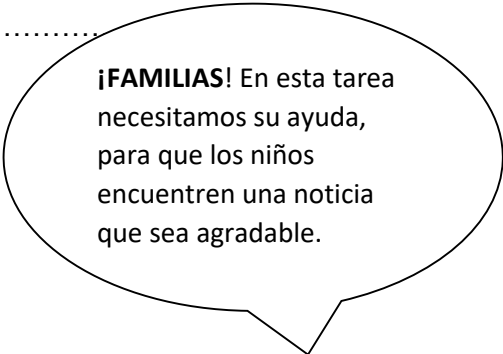 ..........
¡FAMILIAS! En esta tarea
necesitamos su ayuda,
para que los niños
encuentren una noticia
que sea agradable.